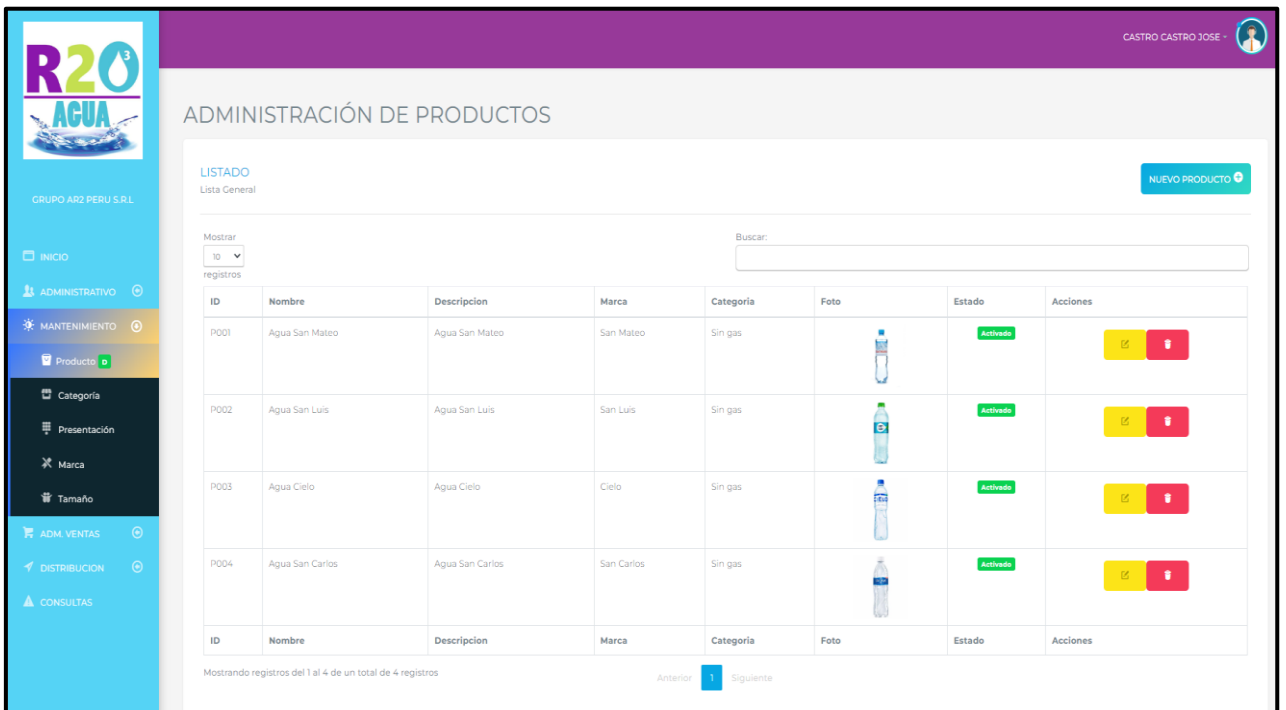 R2O³
AGUA
GRUPO AR2 PERU S.R.L
INICIO
ADMINISTRATIVO
MANTENIMIENTO
Producto D
Categoría
Presentación
Marca
Tamaño
ADM. VENTAS
DISTRIBUCION
CONSULTAS
CASTRO CASTRO JOSE
ADMINISTRACIÓN DE PRODUCTOS
LISTADO
Lista General
NUEVO PRODUCTO
Mostrar
10
registros
Buscar:
ID Nombre Descripcion Marca Categoria Foto Estado Acciones
P001 Agua San Mateo Agua San Mateo San Mateo Sin gas Activado
P002 Agua San Luis Agua San Luis San Luis Sin gas Activado
P003 Agua Cielo Agua Cielo Cielo Sin gas Activado
P004 Agua San Carlos Agua San Carlos San Carlos Sin gas Activado
ID Nombre Descripcion Marca Categoria Foto Estado Acciones
Mostrando registros del 1 al 4 de un total de 4 registros
Anterior 1 Siguiente